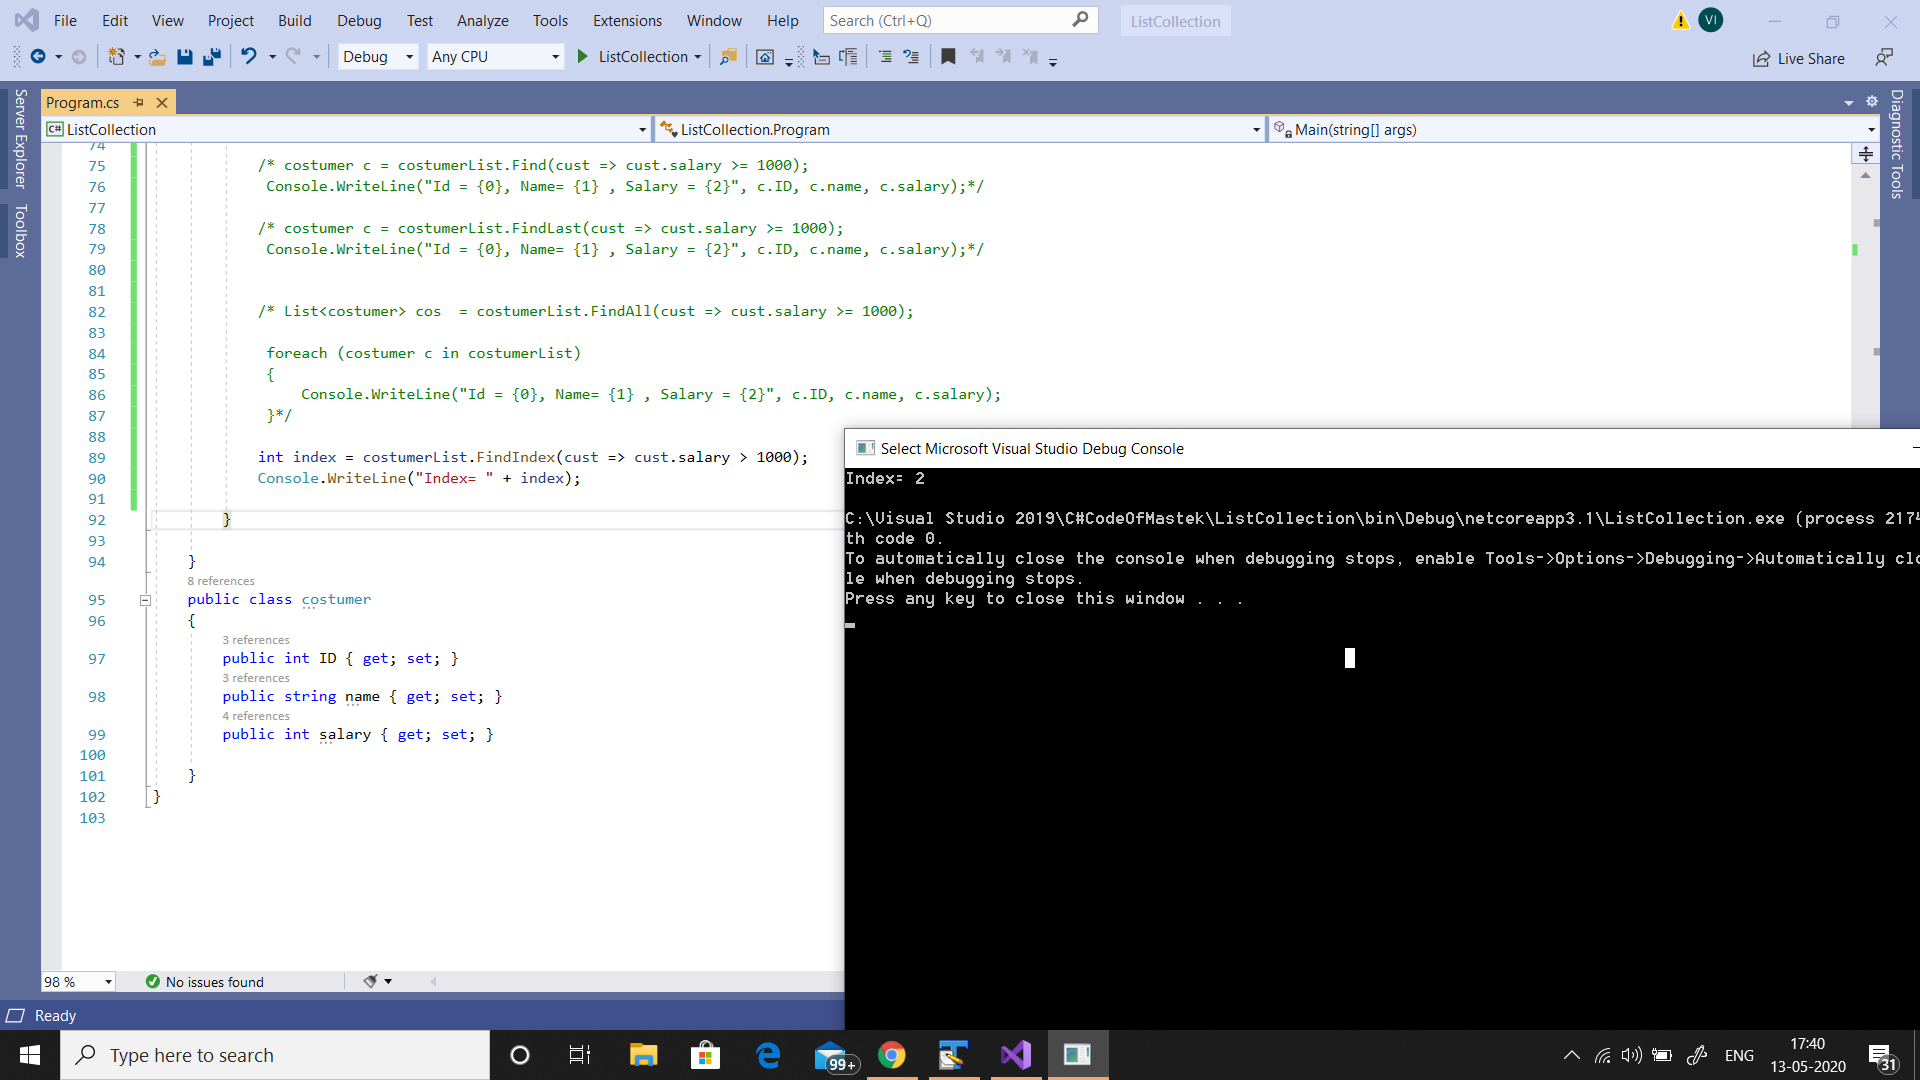 File Edit View Project Build Debug Test Analyze Tools Extensions Window Help Search (Ctrl+Q) ListCollection VI
Debug Any CPU ListCollection Live Share
Server Explorer
Toolbox
Diagnostic Tools
Program.cs
C# ListCollection ListCollection.Program Main(string[] args)
74
75 /* costumer c = costumerList.Find(cust => cust.salary >= 1000);
76 Console.WriteLine("Id = {0}, Name= {1} , Salary = {2}", c.ID, c.name, c.salary);*/
77
78 /* costumer c = costumerList.FindLast(cust => cust.salary >= 1000);
79 Console.WriteLine("Id = {0}, Name= {1} , Salary = {2}", c.ID, c.name, c.salary);*/
80
81
82 /* List<costumer> cos  = costumerList.FindAll(cust => cust.salary >= 1000);
83
84 foreach (costumer c in costumerList)
85 {
86 Console.WriteLine("Id = {0}, Name= {1} , Salary = {2}", c.ID, c.name, c.salary);
87 }*/
88
89 int index = costumerList.FindIndex(cust => cust.salary > 1000);
90 Console.WriteLine("Index= " + index);
91
92 }
93
94 }
8 references
95 public class costumer
96 {
3 references
97 public int ID { get; set; }
3 references
98 public string name { get; set; }
4 references
99 public int salary { get; set; }
100
101 }
102 }
103
Select Microsoft Visual Studio Debug Console
Index= 2
C:\Visual Studio 2019\C#CodeOfMastek\ListCollection\bin\Debug\netcoreapp3.1\ListCollection.exe (process 2174
th code 0.
To automatically close the console when debugging stops, enable Tools->Options->Debugging->Automatically clo
le when debugging stops.
Press any key to close this window . . .
98 % No issues found
Ready
Type here to search 99+ ENG 17:40 31
13-05-2020